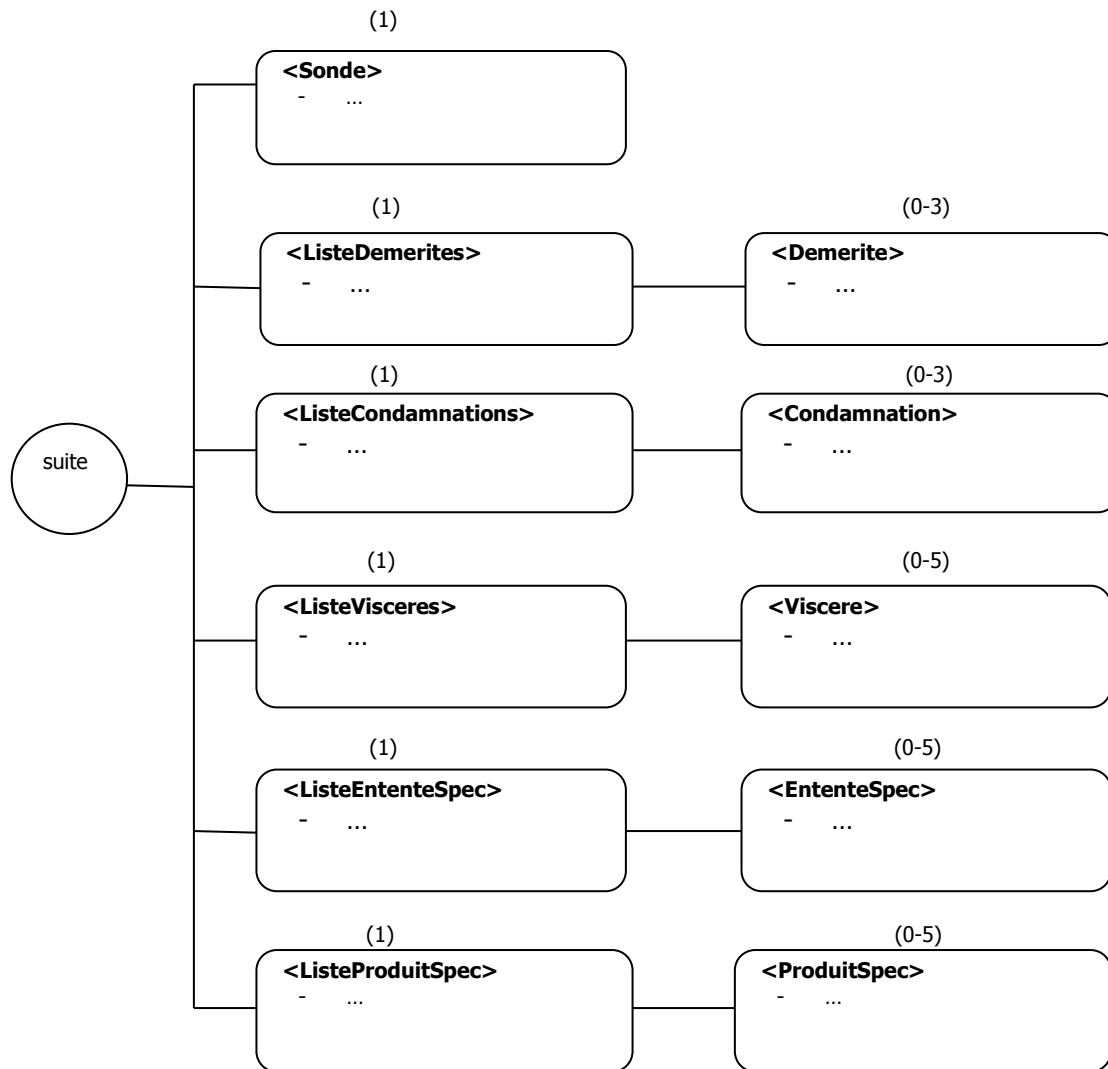 (1)
<Sonde>
- ...
(1) (0-3)
<ListeDemerites> <Demerite>
- ... - ...
(1) (0-3)
<ListeCondamnations> <Condamnation>
- ... - ...
suite
(1) (0-5)
<ListeVisceres> <Viscere>
- ... - ...
(1) (0-5)
<ListeEntenteSpec> <EntenteSpec>
- ... - ...
(1) (0-5)
<ListeProduitSpec> <ProduitSpec>
- ... - ...